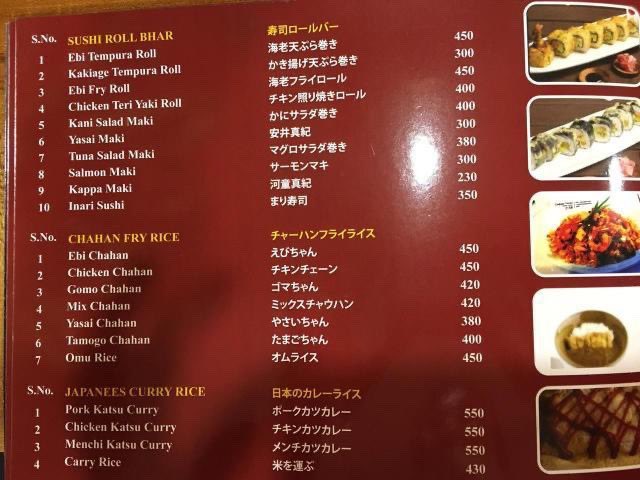 S.No. SUSHI ROLL BHAR 寿司ロールバー
1 Ebi Tempura Roll 海老天ぷら巻き 450
2 Kakiage Tempura Roll かき揚げ天ぷら巻き 300
3 Ebi Fry Roll 海老フライロール 450
4 Chicken Teri Yaki Roll チキン照り焼きロール 400
5 Kani Salad Maki かにサラダ巻き 400
6 Yasai Maki 安井真紀 300
7 Tuna Salad Maki マグロサラダ巻き 380
8 Salmon Maki サーモンマキ 300
9 Kappa Maki 河童真紀 230
10 Inari Sushi まり寿司 350
S.No. CHAHAN FRY RICE チャーハンフライライス
1 Ebi Chahan えびちゃん 450
2 Chicken Chahan チキンチェーン 450
3 Gomo Chahan ゴマちゃん 420
4 Mix Chahan ミックスチャウハン 420
5 Yasai Chahan やさいちゃん 380
6 Tamogo Chahan たまごちゃん 400
7 Omu Rice オムライス 450
S.No. JAPANEES CURRY RICE 日本のカレーライス
1 Pork Katsu Curry ポークカツカレー 550
2 Chicken Katsu Curry チキンカツカレー 550
3 Menchi Katsu Curry メンチカツカレー 550
4 Carry Rice 米を運ぶ 430